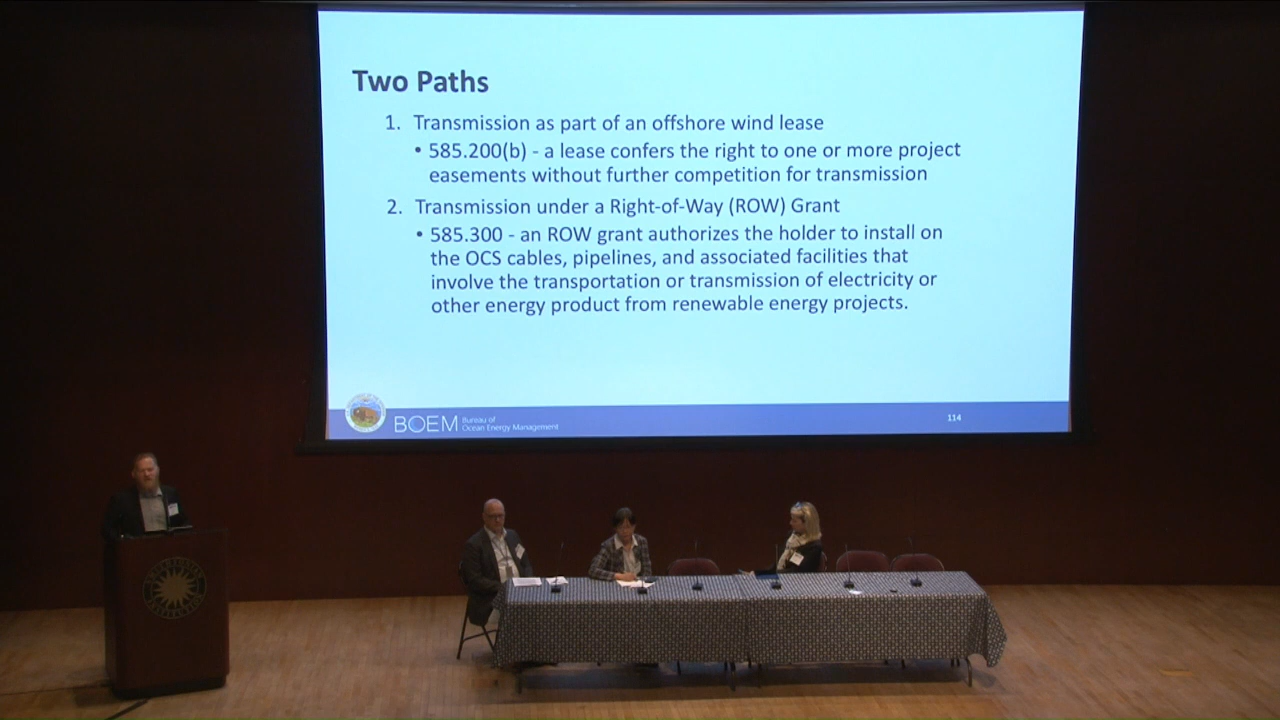 Two Paths
1. Transmission as part of an offshore wind lease
• 585.200(b) - a lease confers the right to one or more project
easements without further competition for transmission
2. Transmission under a Right-of-Way (ROW) Grant
• 585.300 - an ROW grant authorizes the holder to install on
the OCS cables, pipelines, and associated facilities that
involve the transportation or transmission of electricity or
other energy product from renewable energy projects.
BOEM
Bureau of
Ocean Energy Management
114